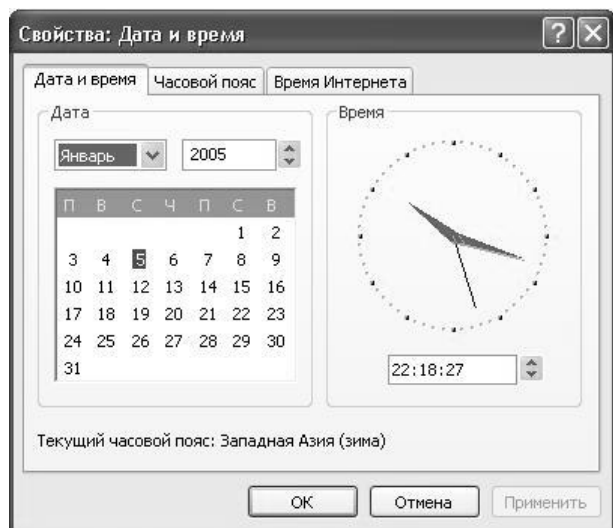 Свойства: Дата и время
Дата и время Часовой пояс Время Интернета
Дата
Январь 2005
П В С Ч П С В
1 2
3 4 5 6 7 8 9
10 11 12 13 14 15 16
17 18 19 20 21 22 23
24 25 26 27 28 29 30
31
Время
22:18:27
Текущий часовой пояс: Западная Азия (зима)
OK Отмена Применить